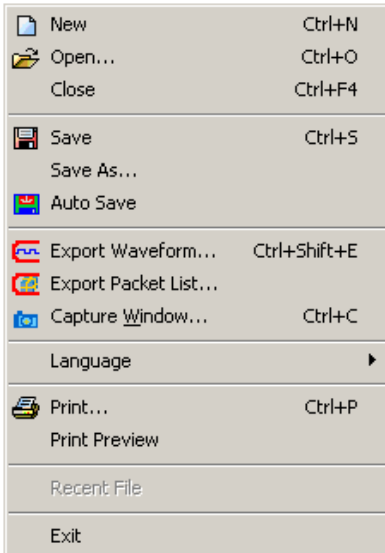 New Ctrl+N
Open... Ctrl+O
Close Ctrl+F4
Save Ctrl+S
Save As...
Auto Save
Export Waveform... Ctrl+Shift+E
Export Packet List...
Capture Window... Ctrl+C
Language
Print... Ctrl+P
Print Preview
Recent File
Exit